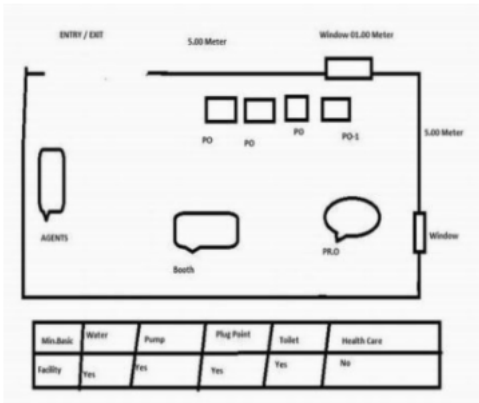 ENTRY / EXIT
5.00 Meter
Window 01.00 Meter
PO
PO
PO
PO-1
5.00 Meter
AGENTS
Booth
PR.O
Window
Min.Basic Water Pump Plug Point Toilet Health Care
Facility Yes Yes Yes Yes No